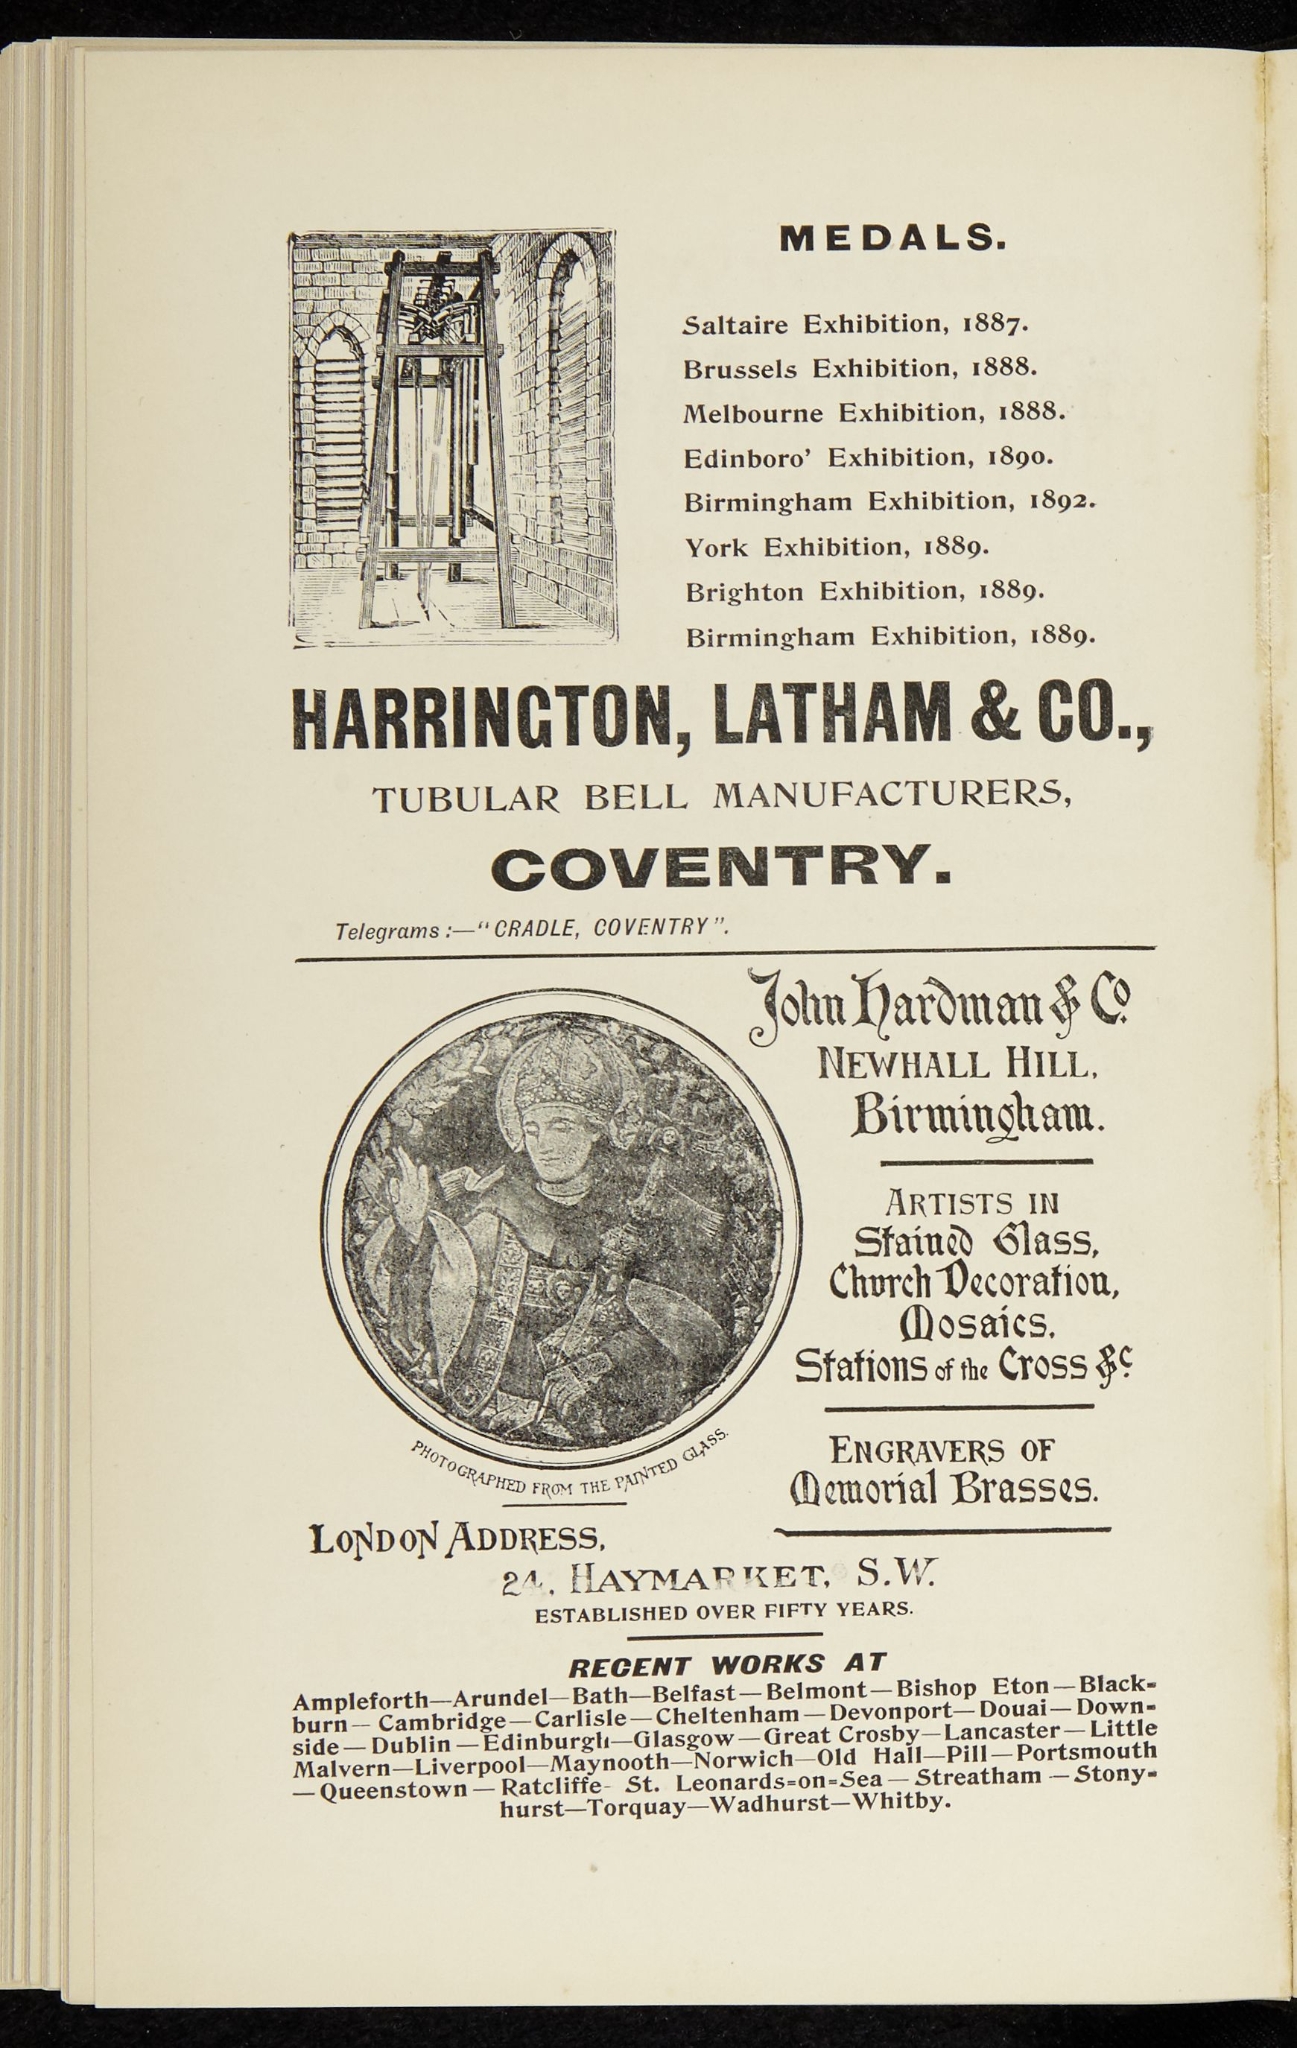 MEDALS.
Saltaire Exhibition, 1887.
Brussels Exhibition, 1888.
Melbourne Exhibition, 1888.
Edinboro' Exhibition, 1890.
Birmingham Exhibition, 1892.
York Exhibition, 1889.
Brighton Exhibition, 1889.
Birmingham Exhibition, 1889.
HARRINGTON, LATHAM & CO.,
TUBULAR BELL MANUFACTURERS,
COVENTRY.
Telegrams :—"CRADLE, COVENTRY".
John Hardman & Co.
NEWHALL HILL,
Birmingham.
ARTISTS IN
Stained Glass,
Church Decoration,
Mosaics,
Stations of the Cross &c.
ENGRAVERS OF
Memorial Brasses.
PHOTOGRAPHED FROM THE PAINTED GLASS.
LONDON ADDRESS,
24, HAYMARKET, S.W.
ESTABLISHED OVER FIFTY YEARS.
RECENT WORKS AT
Ampleforth—Arundel—Bath—Belfast—Belmont—Bishop Eton—Black-
burn—Cambridge—Carlisle—Cheltenham—Devonport—Douai—Down-
side—Dublin—Edinburgh—Glasgow—Great Crosby—Lancaster—Little
Malvern—Liverpool—Maynooth—Norwich—Old Hall—Pill—Portsmouth
—Queenstown—Ratcliffe- St. Leonards=on=Sea—Streatham—Stony-
hurst—Torquay—Wadhurst—Whitby.